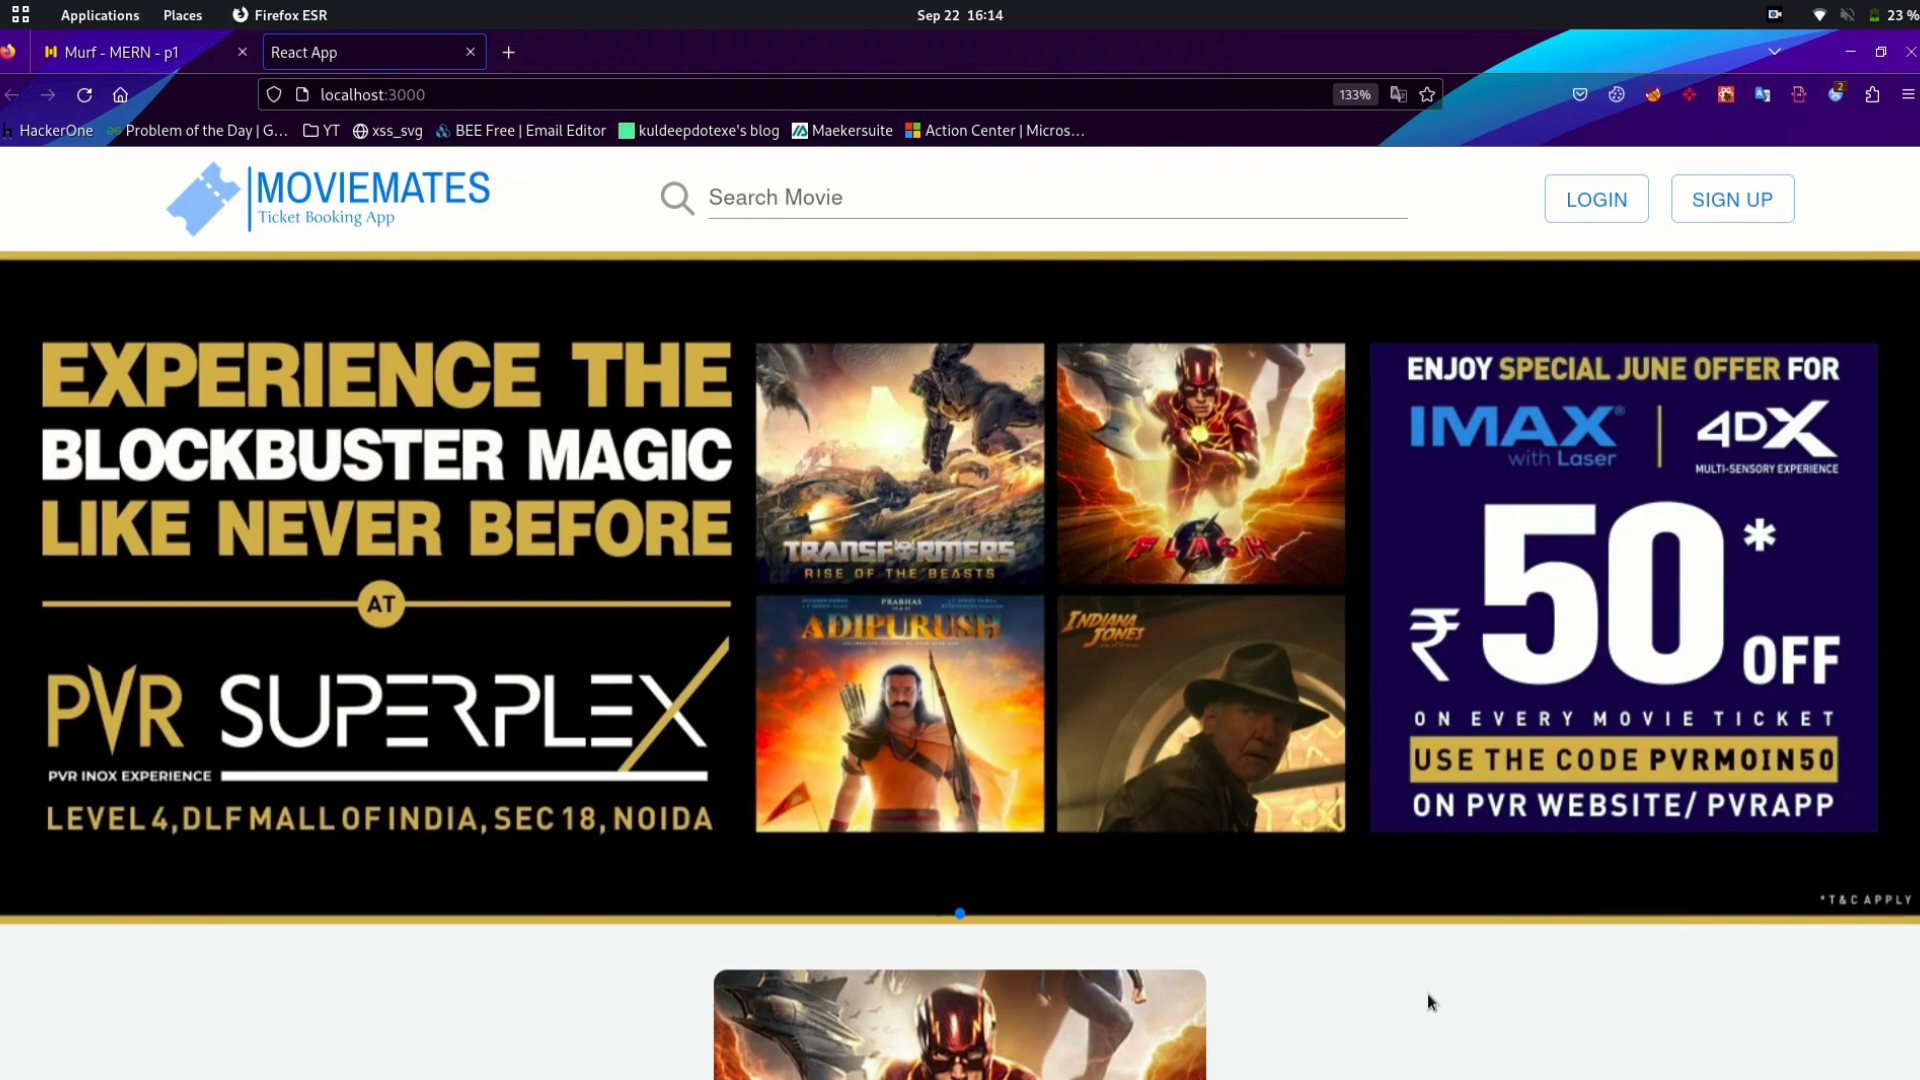 Applications Places Firefox ESR Sep 22 16:14 23 %
Murf - MERN - p1 React App
localhost:3000 133%
HackerOne Problem of the Day | G... YT xss_svg BEE Free | Email Editor kuldeepdotexe's blog Maekersuite Action Center | Micros...
MOVIEMATES
Ticket Booking App
Search Movie
LOGIN SIGN UP
EXPERIENCE THE
BLOCKBUSTER MAGIC
LIKE NEVER BEFORE
AT
PVR SUPERPLEX
PVR INOX EXPERIENCE
LEVEL 4, DLF MALL OF INDIA, SEC 18, NOIDA
TRANSFORMERS
RISE OF THE BEASTS
FLASH
PRABHAS
ADIPURUSH
INDIANA
JONES
ENJOY SPECIAL JUNE OFFER FOR
IMAX®
with Laser
4DX
MULTI-SENSORY EXPERIENCE
₹50* OFF
ON EVERY MOVIE TICKET
USE THE CODE PVRMOIN50
ON PVR WEBSITE/ PVRAPP
*T&C APPLY